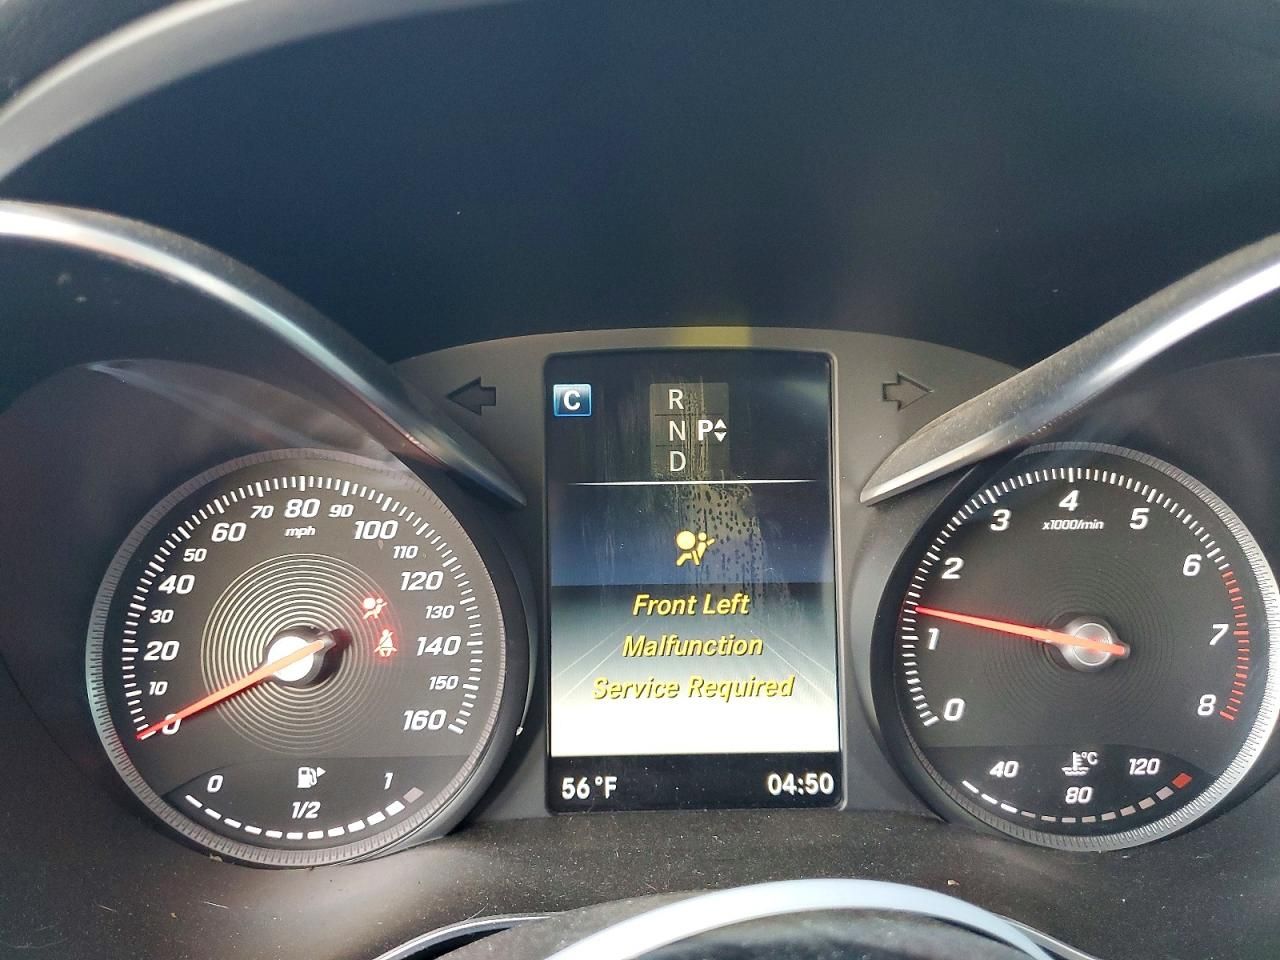 C
R
N P
D
Front Left
Malfunction
Service Required
56 °F 04:50
0
10
20
30
40
50
60
70
80
90
100
110
120
130
140
150
160
mph
0 1/2 1
0
1
2
3
4
5
6
7
8
x1000/min
40 80 120
°C